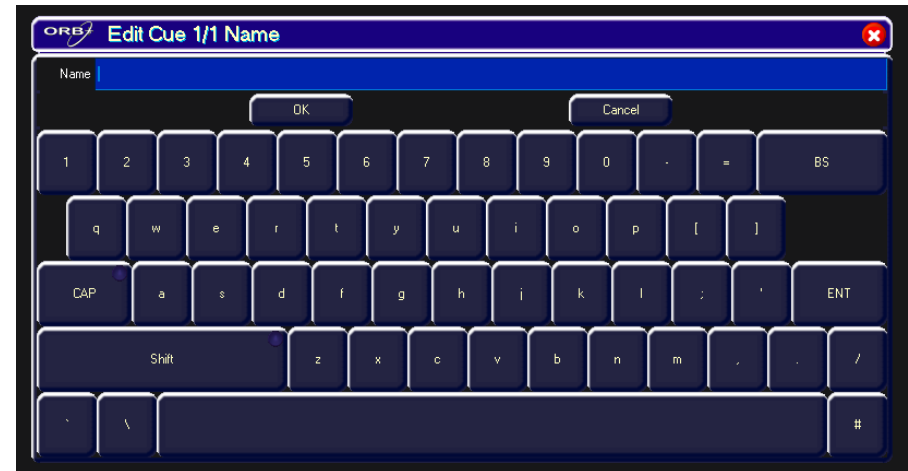 ORB Edit Cue 1/1 Name
Name
OK Cancel
1 2 3 4 5 6 7 8 9 0 - = BS
q w e r t y u i o p [ ]
CAP a s d f g h j k l ; ' ENT
Shift z x c v b n m , . /
` \ #